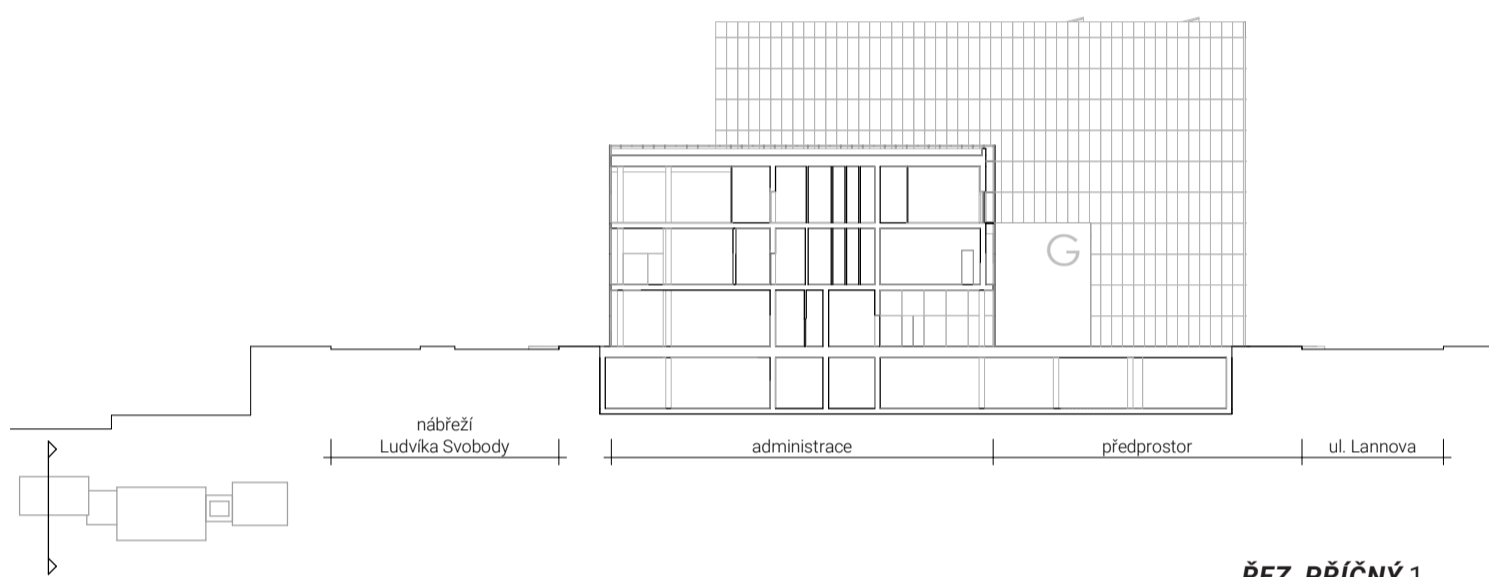 G
nábřeží
Ludvíka Svobody
administrace
předprostor
ul. Lannova
ŘEZ PŘÍČNÝ 1